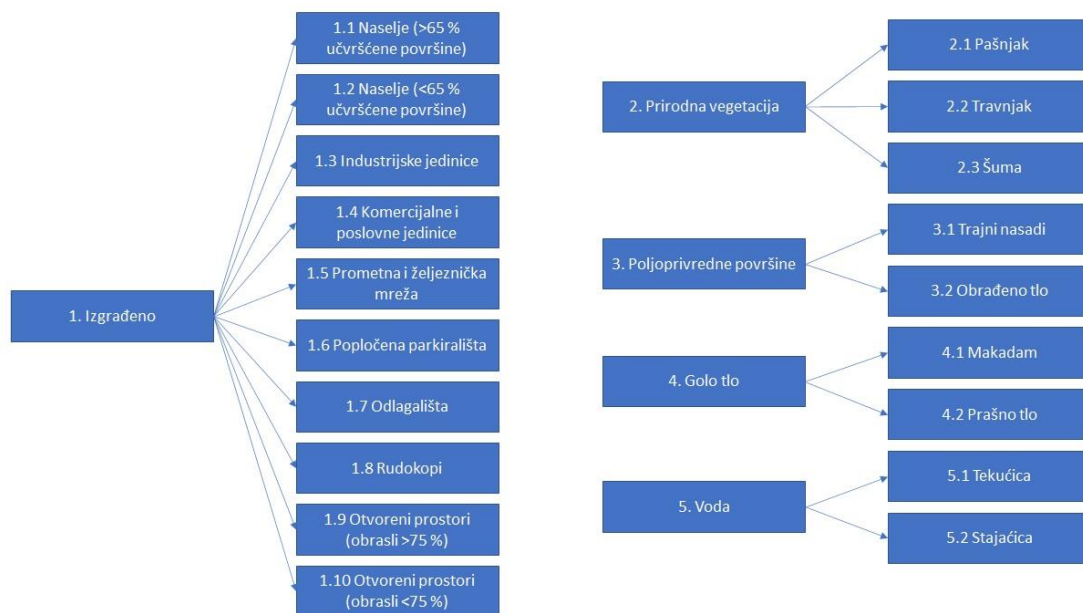 1. Izgrađeno
1.1 Naselje (>65 %
učvršćene površine)
1.2 Naselje (<65 %
učvršćene površine)
1.3 Industrijske jedinice
1.4 Komercijalne i
poslovne jedinice
1.5 Prometna i željeznička
mreža
1.6 Popločena parkirališta
1.7 Odlagališta
1.8 Rudokopi
1.9 Otvoreni prostori
(obrasli >75 %)
1.10 Otvoreni prostori
(obrasli <75 %)
2. Prirodna vegetacija
2.1 Pašnjak
2.2 Travnjak
2.3 Šuma
3. Poljoprivredne površine
3.1 Trajni nasadi
3.2 Obrađeno tlo
4. Golo tlo
4.1 Makadam
4.2 Prašno tlo
5. Voda
5.1 Tekućica
5.2 Stajaćica